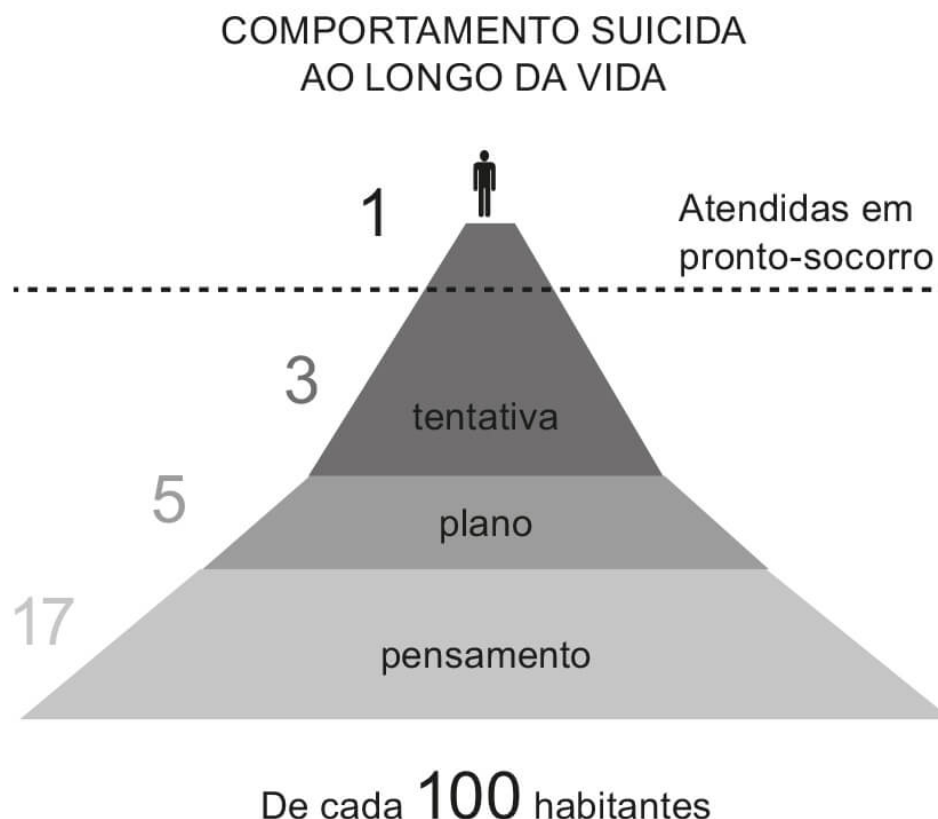 COMPORTAMENTO SUICIDA
AO LONGO DA VIDA
1
Atendidas em
pronto-socorro
3
tentativa
5
plano
17
pensamento
De cada 100 habitantes